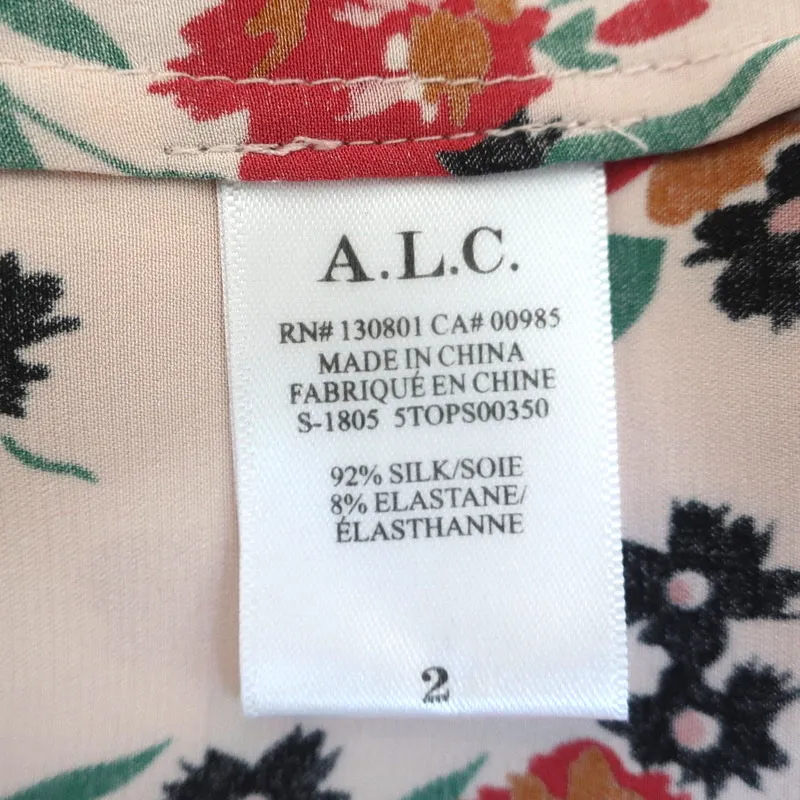 A.L.C.
RN# 130801 CA# 00985
MADE IN CHINA
FABRIQUÉ EN CHINE
S-1805 5TOPS00350
92% SILK/SOIE
8% ELASTANE/
ÉLASTHANNE
2